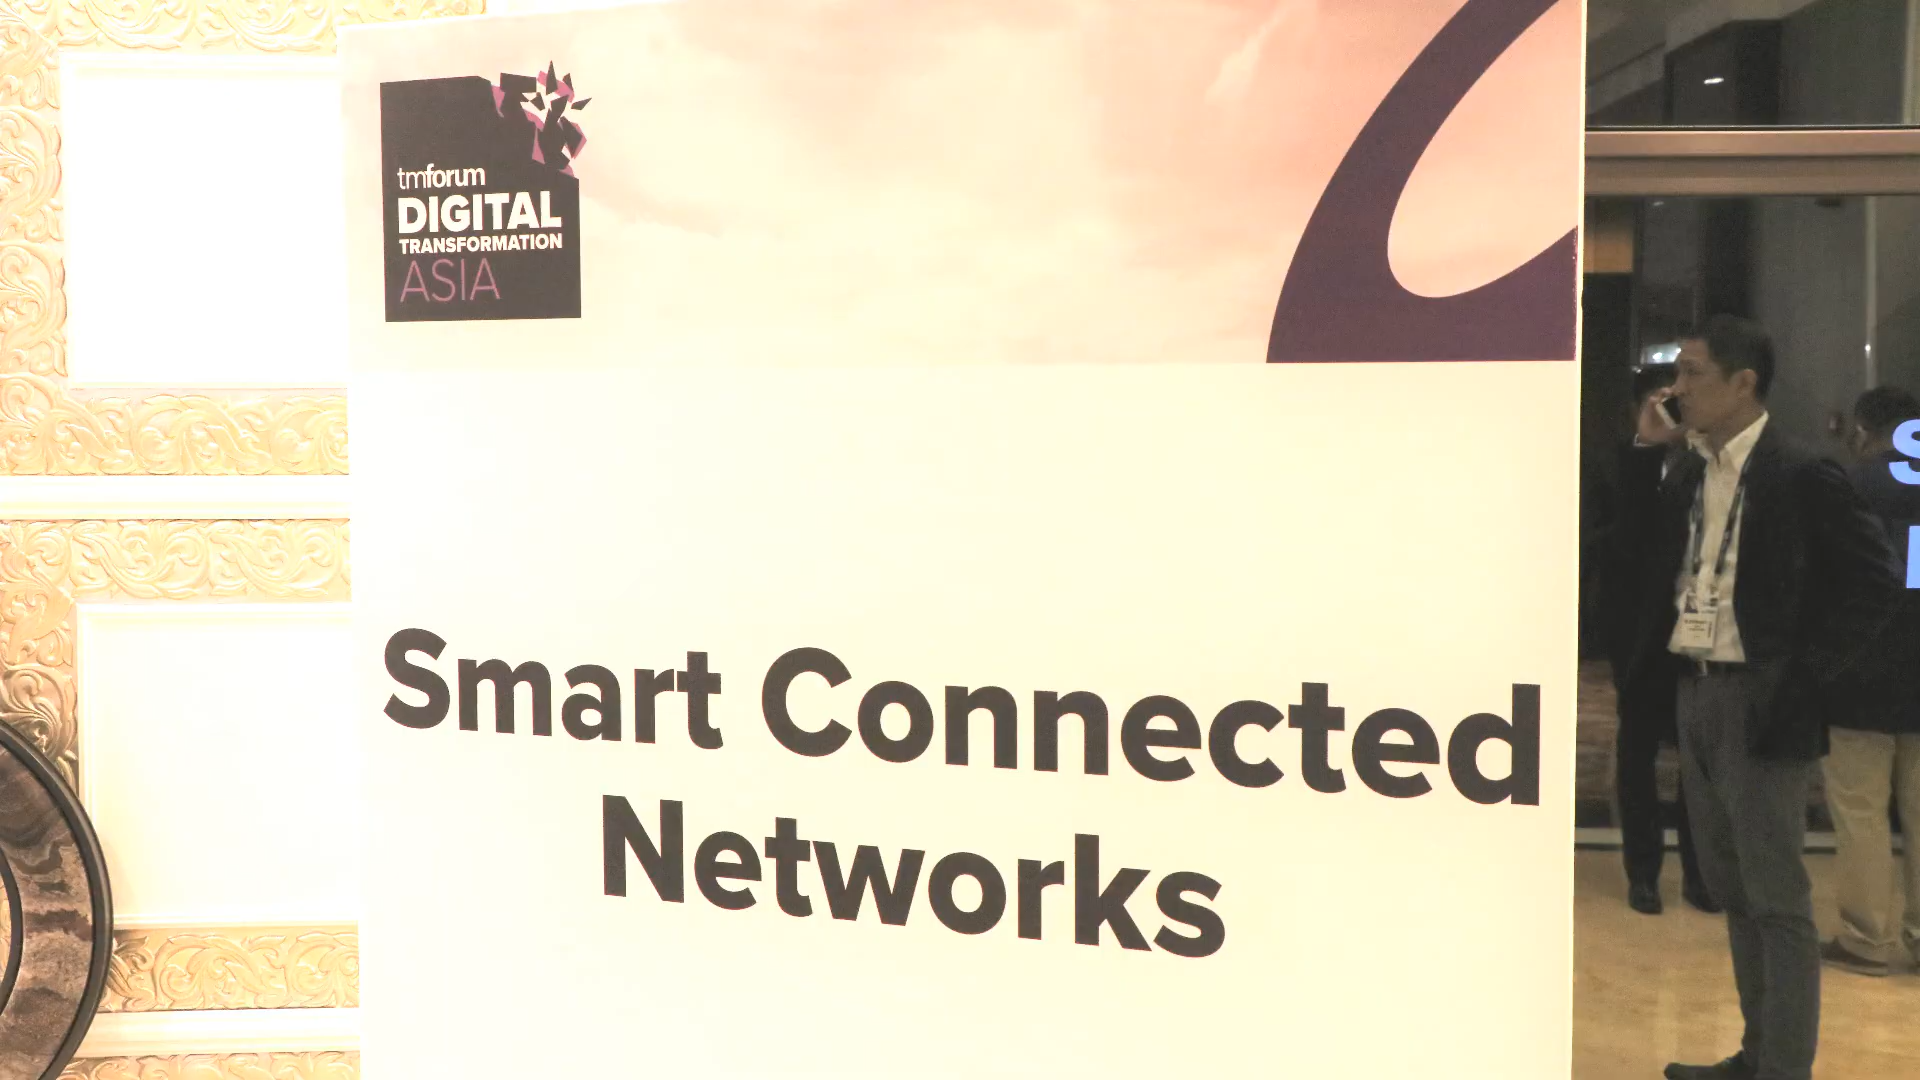 tmforum
DIGITAL
TRANSFORMATION
ASIA
Smart Connected
Networks